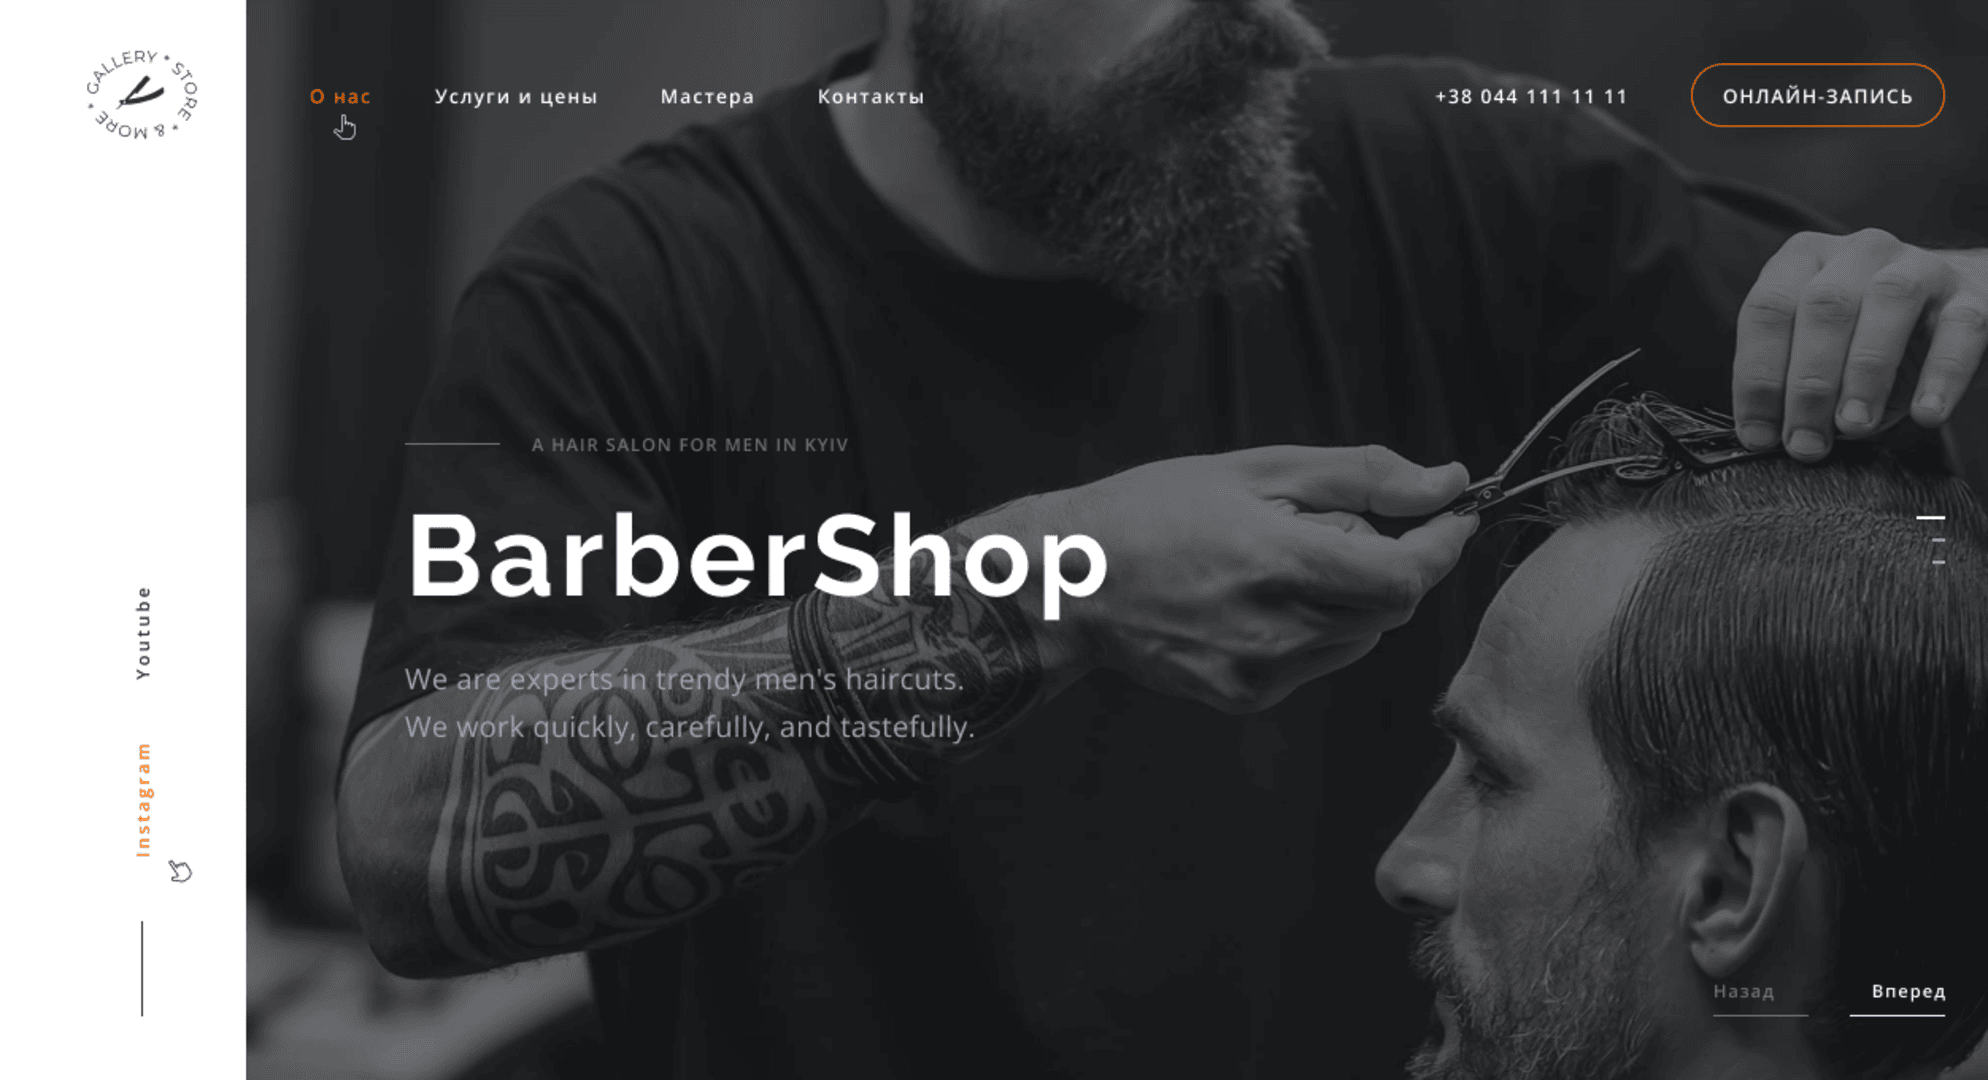 GALLERY * STORE * & MORE *
О нас
Услуги и цены
Мастера
Контакты
+38 044 111 11 11
ОНЛАЙН-ЗАПИСЬ
A HAIR SALON FOR MEN IN KYIV
BarberShop
We are experts in trendy men's haircuts.
We work quickly, carefully, and tastefully.
Youtube
Instagram
Назад
Вперед